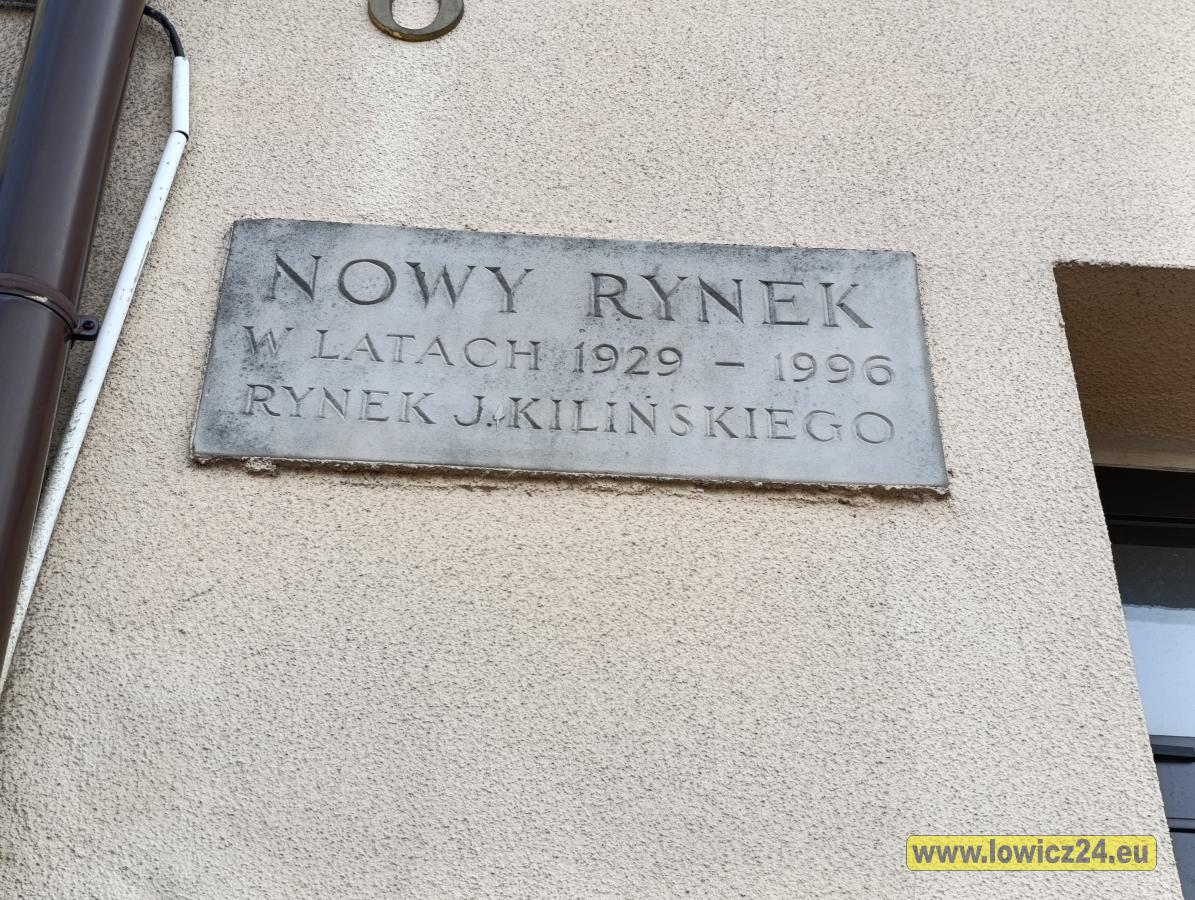 NOWY RYNEK
W LATACH 1929 – 1996
RYNEK J. KILIŃSKIEGO
www.lowicz24.eu